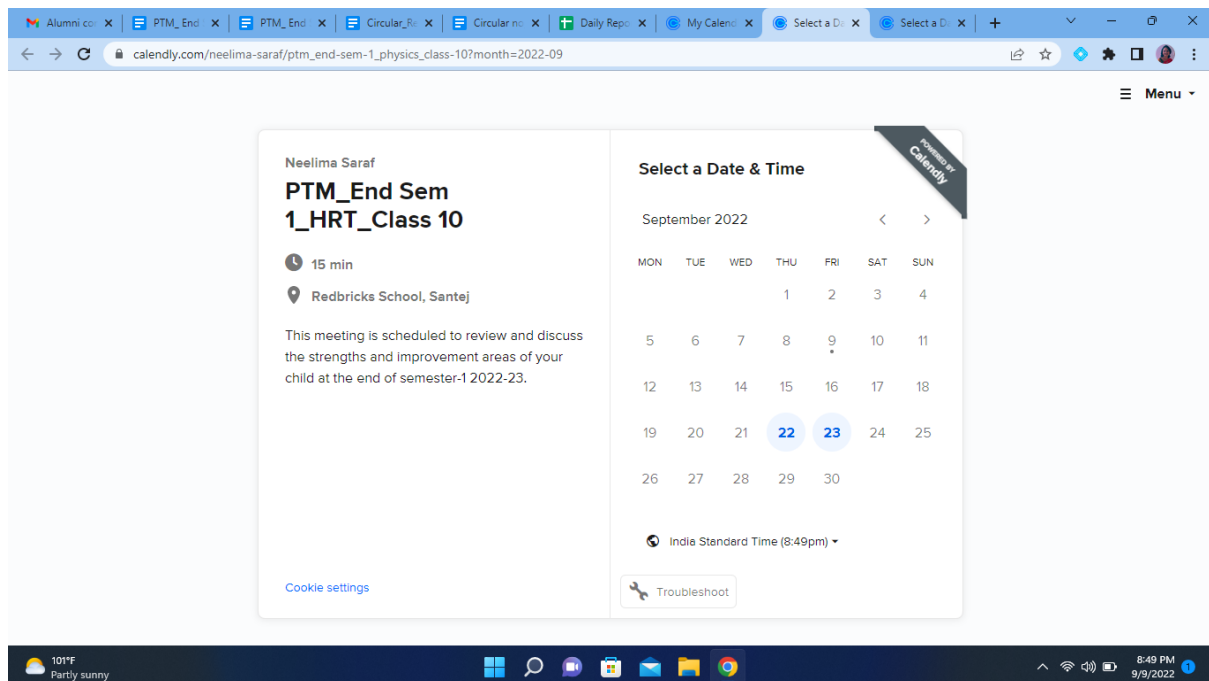 Alumni cor
PTM_ End
PTM_ End
Circular_Re
Circular no
Daily Repo
My Calend
Select a Da
Select a Da
calendly.com/neelima-saraf/ptm_end-sem-1_physics_class-10?month=2022-09
Menu
Neelima Saraf
PTM_End Sem
1_HRT_Class 10
15 min
Redbricks School, Santej
This meeting is scheduled to review and discuss
the strengths and improvement areas of your
child at the end of semester-1 2022-23.
Cookie settings
POWERED BY
Calendly
Select a Date & Time
September 2022
MON TUE WED THU FRI SAT SUN
1 2 3 4
5 6 7 8 9 10 11
12 13 14 15 16 17 18
19 20 21 22 23 24 25
26 27 28 29 30
India Standard Time (8:49pm)
Troubleshoot
101°F
Partly sunny
8:49 PM
9/9/2022
1